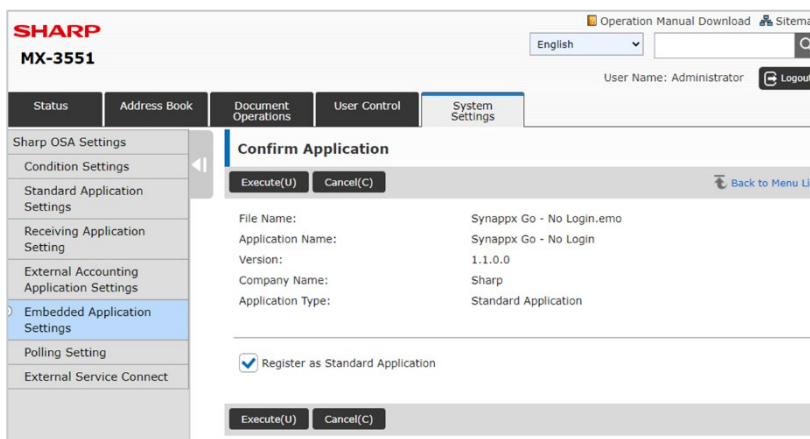 SHARP
Operation Manual Download
English
MX-3551
User Name: Administrator
Logout
Status
Address Book
Document
Operations
User Control
System
Settings
Sharp OSA Settings
Condition Settings
Standard Application
Settings
Receiving Application
Setting
External Accounting
Application Settings
Embedded Application
Settings
Polling Setting
External Service Connect
Confirm Application
Execute(U)
Cancel(C)
Back to Menu Li
File Name: Synappx Go - No Login.emo
Application Name: Synappx Go - No Login
Version: 1.1.0.0
Company Name: Sharp
Application Type: Standard Application
Register as Standard Application
Execute(U)
Cancel(C)